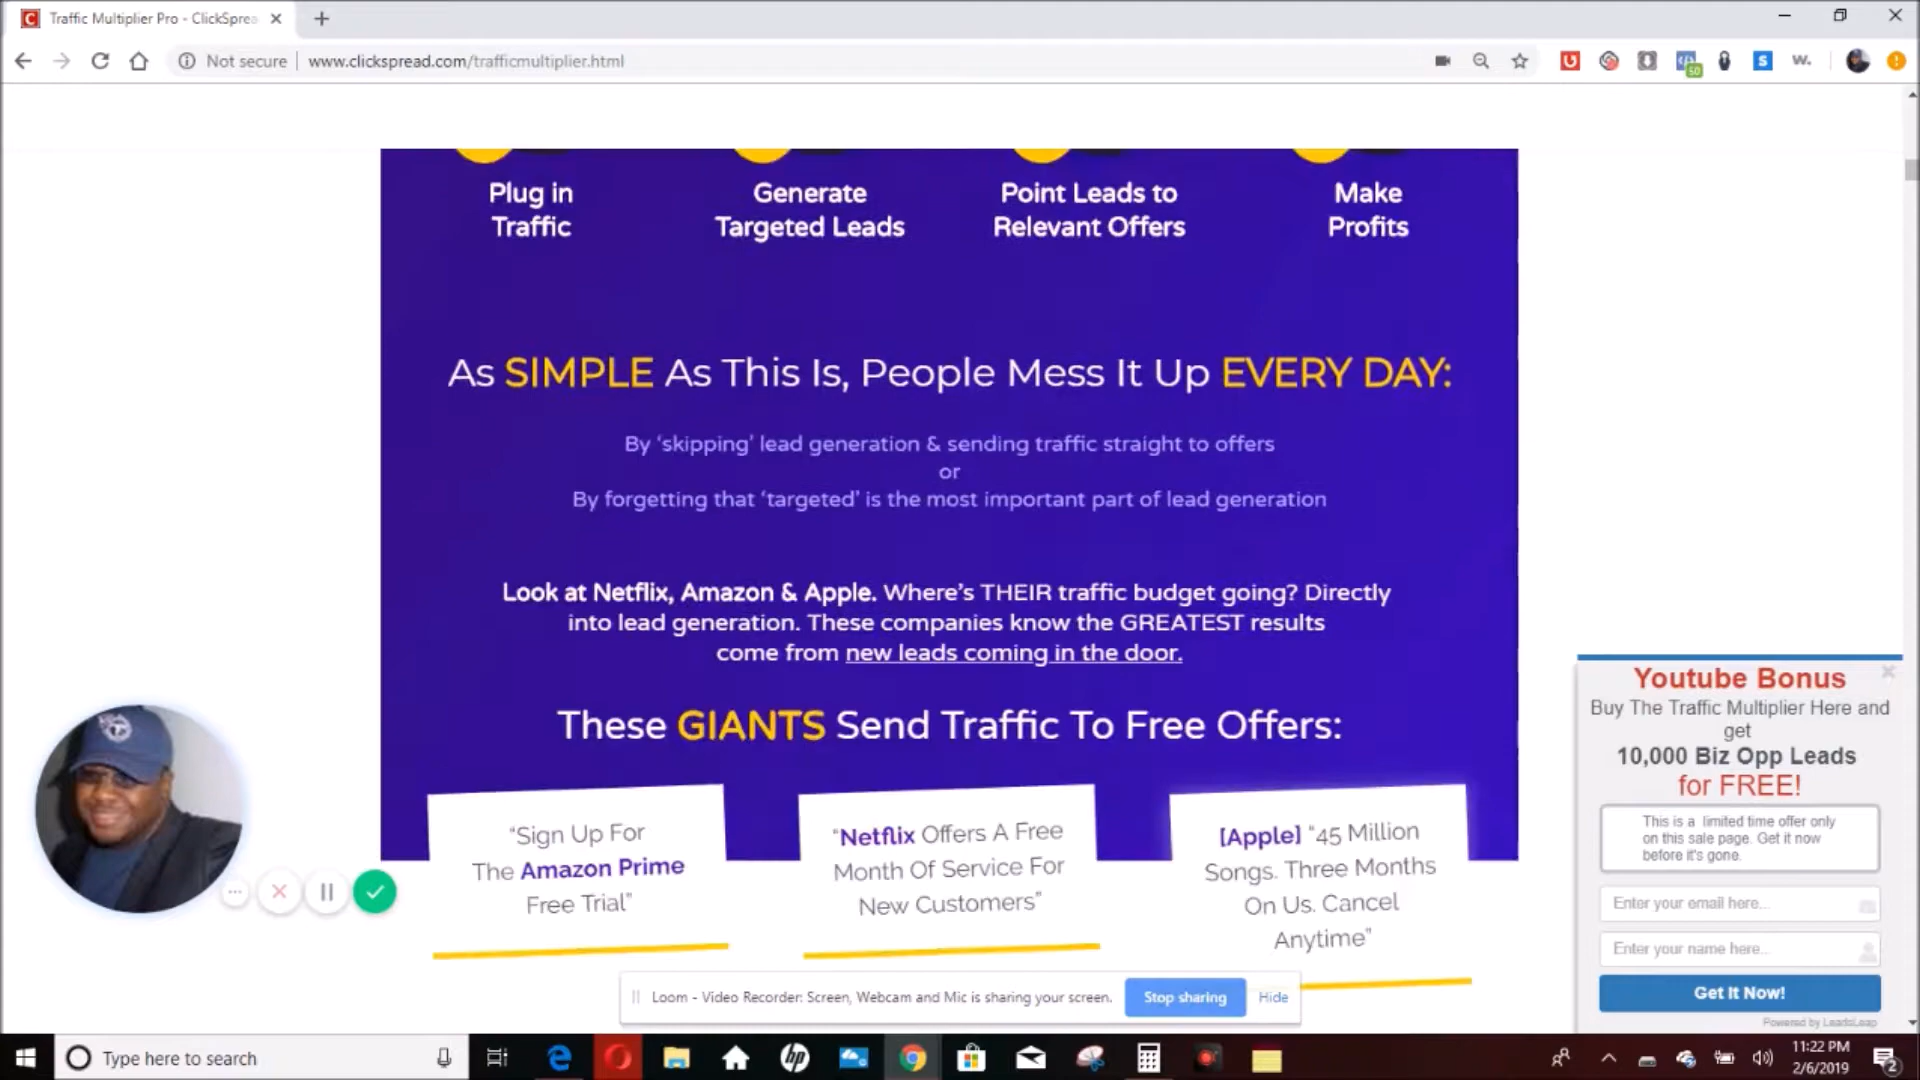 Traffic Multiplier Pro - ClickSprea
Not secure
www.clickspread.com/trafficmultiplier.html
50
Plug in
Traffic
Generate
Targeted Leads
Point Leads to
Relevant Offers
Make
Profits
As SIMPLE As This Is, People Mess It Up EVERY DAY:
By ‘skipping’ lead generation & sending traffic straight to offers
or
By forgetting that ‘targeted’ is the most important part of lead generation
Look at Netflix, Amazon & Apple. Where’s THEIR traffic budget going? Directly
into lead generation. These companies know the GREATEST results
come from new leads coming in the door.
These GIANTS Send Traffic To Free Offers:
“Sign Up For
The Amazon Prime
Free Trial”
“Netflix Offers A Free
Month Of Service For
New Customers”
[Apple] “45 Million
Songs. Three Months
On Us. Cancel
Anytime”
Youtube Bonus
Buy The Traffic Multiplier Here and
get
10,000 Biz Opp Leads
for FREE!
This is a limited time offer only
on this sale page. Get it now
before it's gone.
Enter your email here...
Enter your name here...
Get It Now!
Powered by LeadsLeap
Loom - Video Recorder: Screen, Webcam and Mic is sharing your screen.
Stop sharing
Hide
Type here to search
11:22 PM
2/6/2019
2